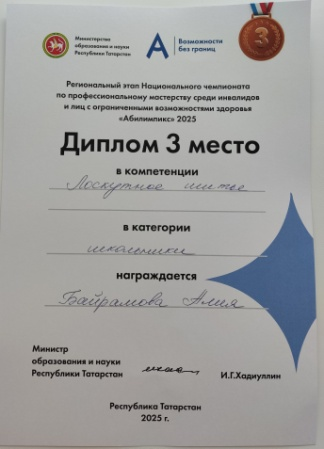 Министерство
образования и науки
Республики Татарстан
А
Возможности
без границ
3
Региональный этап Национального чемпионата
по профессиональному мастерству среди инвалидов
и лиц с ограниченными возможностями здоровья
«Абилимпикс» 2025
Диплом 3 место
в компетенции
Лоскутное шитье
в категории
школьники
награждается
Байрамова Алия
Министр
образования и науки
Республики Татарстан
И.Г.Хадиуллин
Республика Татарстан
2025 г.